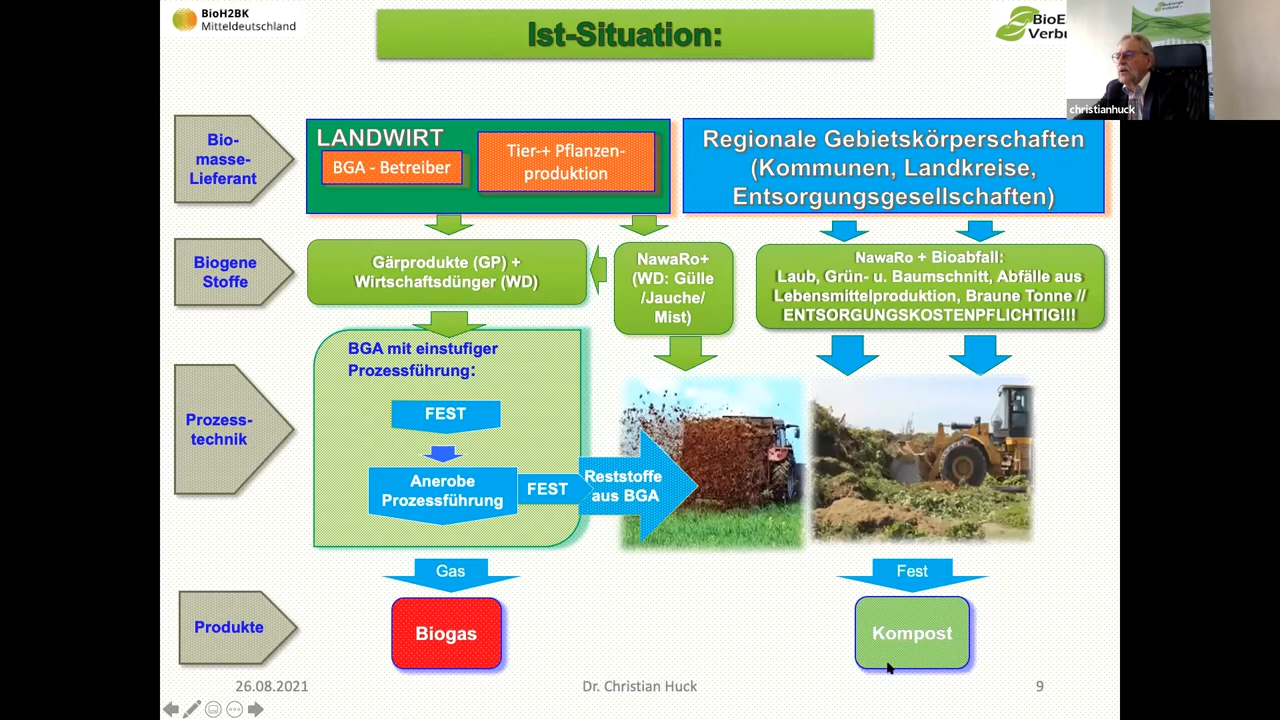 BioH2BK
Mitteldeutschland
Ist-Situation:
BioE
Verbu
christianhuck
Bio-
masse-
Lieferant
LANDWIRT
BGA - Betreiber
Tier-+ Pflanzen-
produktion
Regionale Gebietskörperschaften
(Kommunen, Landkreise,
Entsorgungsgesellschaften)
Biogene
Stoffe
Gärprodukte (GP) +
Wirtschaftsdünger (WD)
NawaRo+
(WD: Gülle
/Jauche/
Mist)
NawaRo + Bioabfall:
Laub, Grün- u. Baumschnitt, Abfälle aus
Lebensmittelproduktion, Braune Tonne //
ENTSORGUNGSKOSTENPFLICHTIG!!!
Prozess-
technik
BGA mit einstufiger
Prozessführung:
FEST
Anerobe
Prozessführung
FEST
Reststoffe
aus BGA
Gas
Fest
Produkte
Biogas
Kompost
26.08.2021
Dr. Christian Huck
9